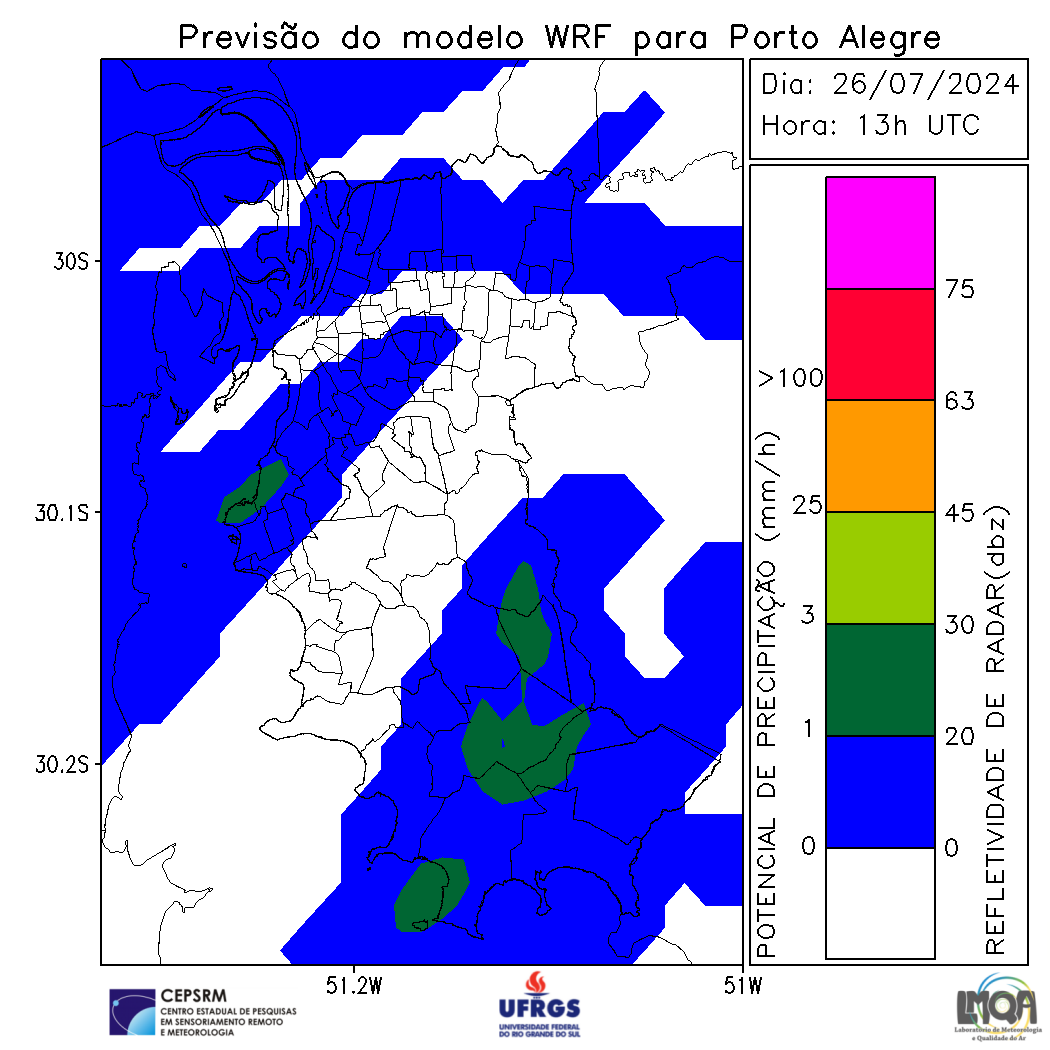 Previsão do modelo WRF para Porto Alegre
Dia: 26/07/2024
Hora: 13h UTC
30S
30.1S
30.2S
51.2W
51W
POTENCIAL DE PRECIPITAÇÃO (mm/h)
>100
25
3
1
0
75
63
45
30
20
0
REFLETIVIDADE DE RADAR(dbz)
CEPSRM
CENTRO ESTADUAL DE PESQUISAS
EM SENSORIAMENTO REMOTO
E METEOROLOGIA
UFRGS
UNIVERSIDADE FEDERAL
DO RIO GRANDE DO SUL
LMQA
Laboratório de Meteorologia
e Qualidade do Ar